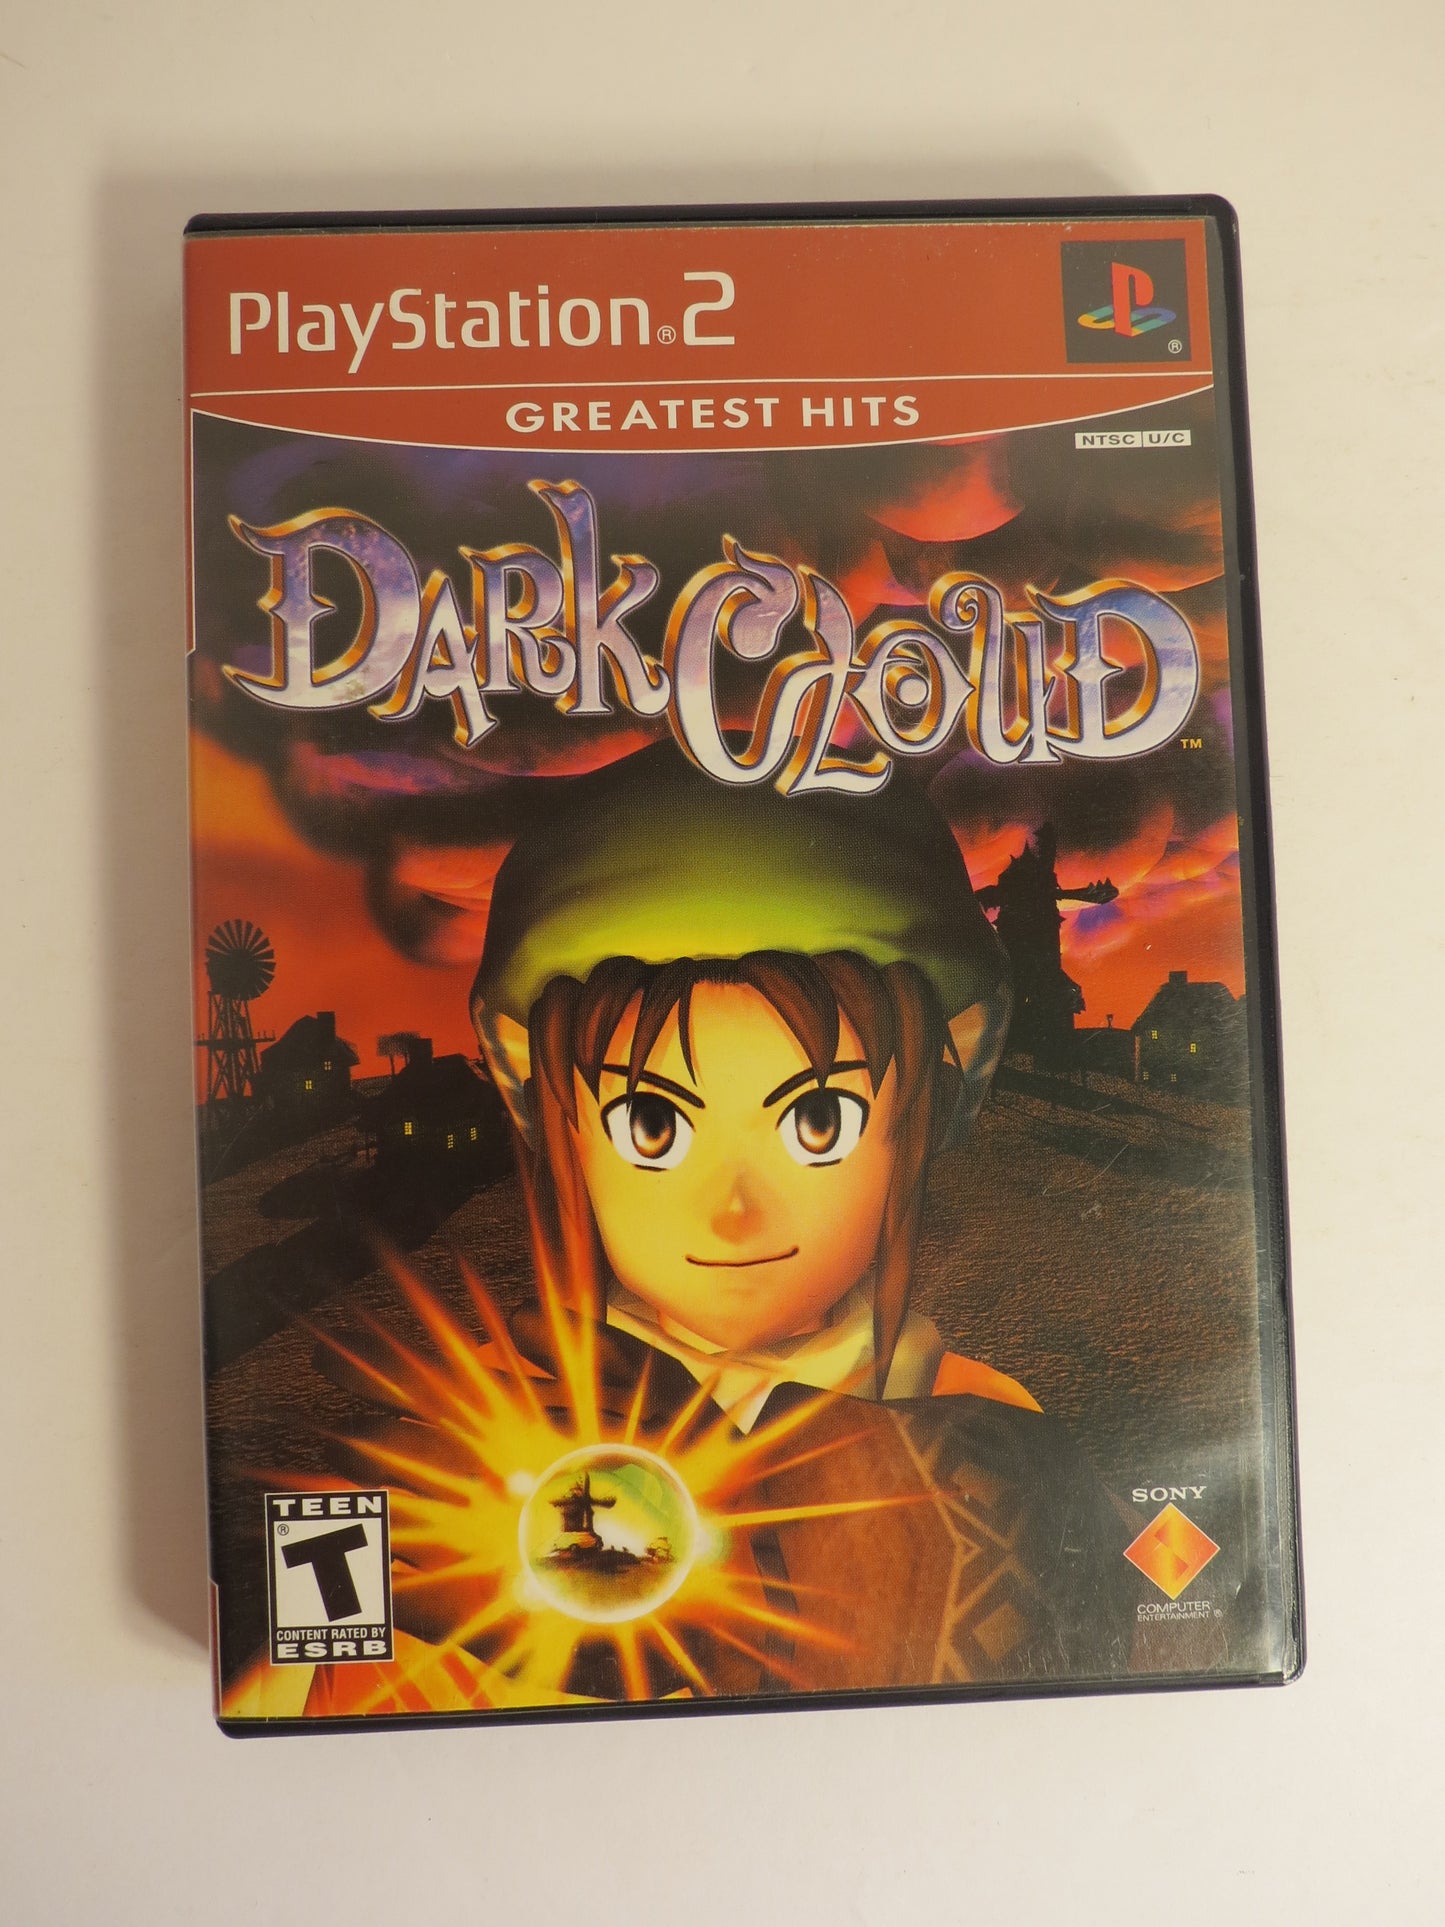 PlayStation®2
GREATEST HITS
NTSC U/C
DARK CLOUD™
TEEN
®
T
CONTENT RATED BY
ESRB
SONY
COMPUTER
ENTERTAINMENT®
®